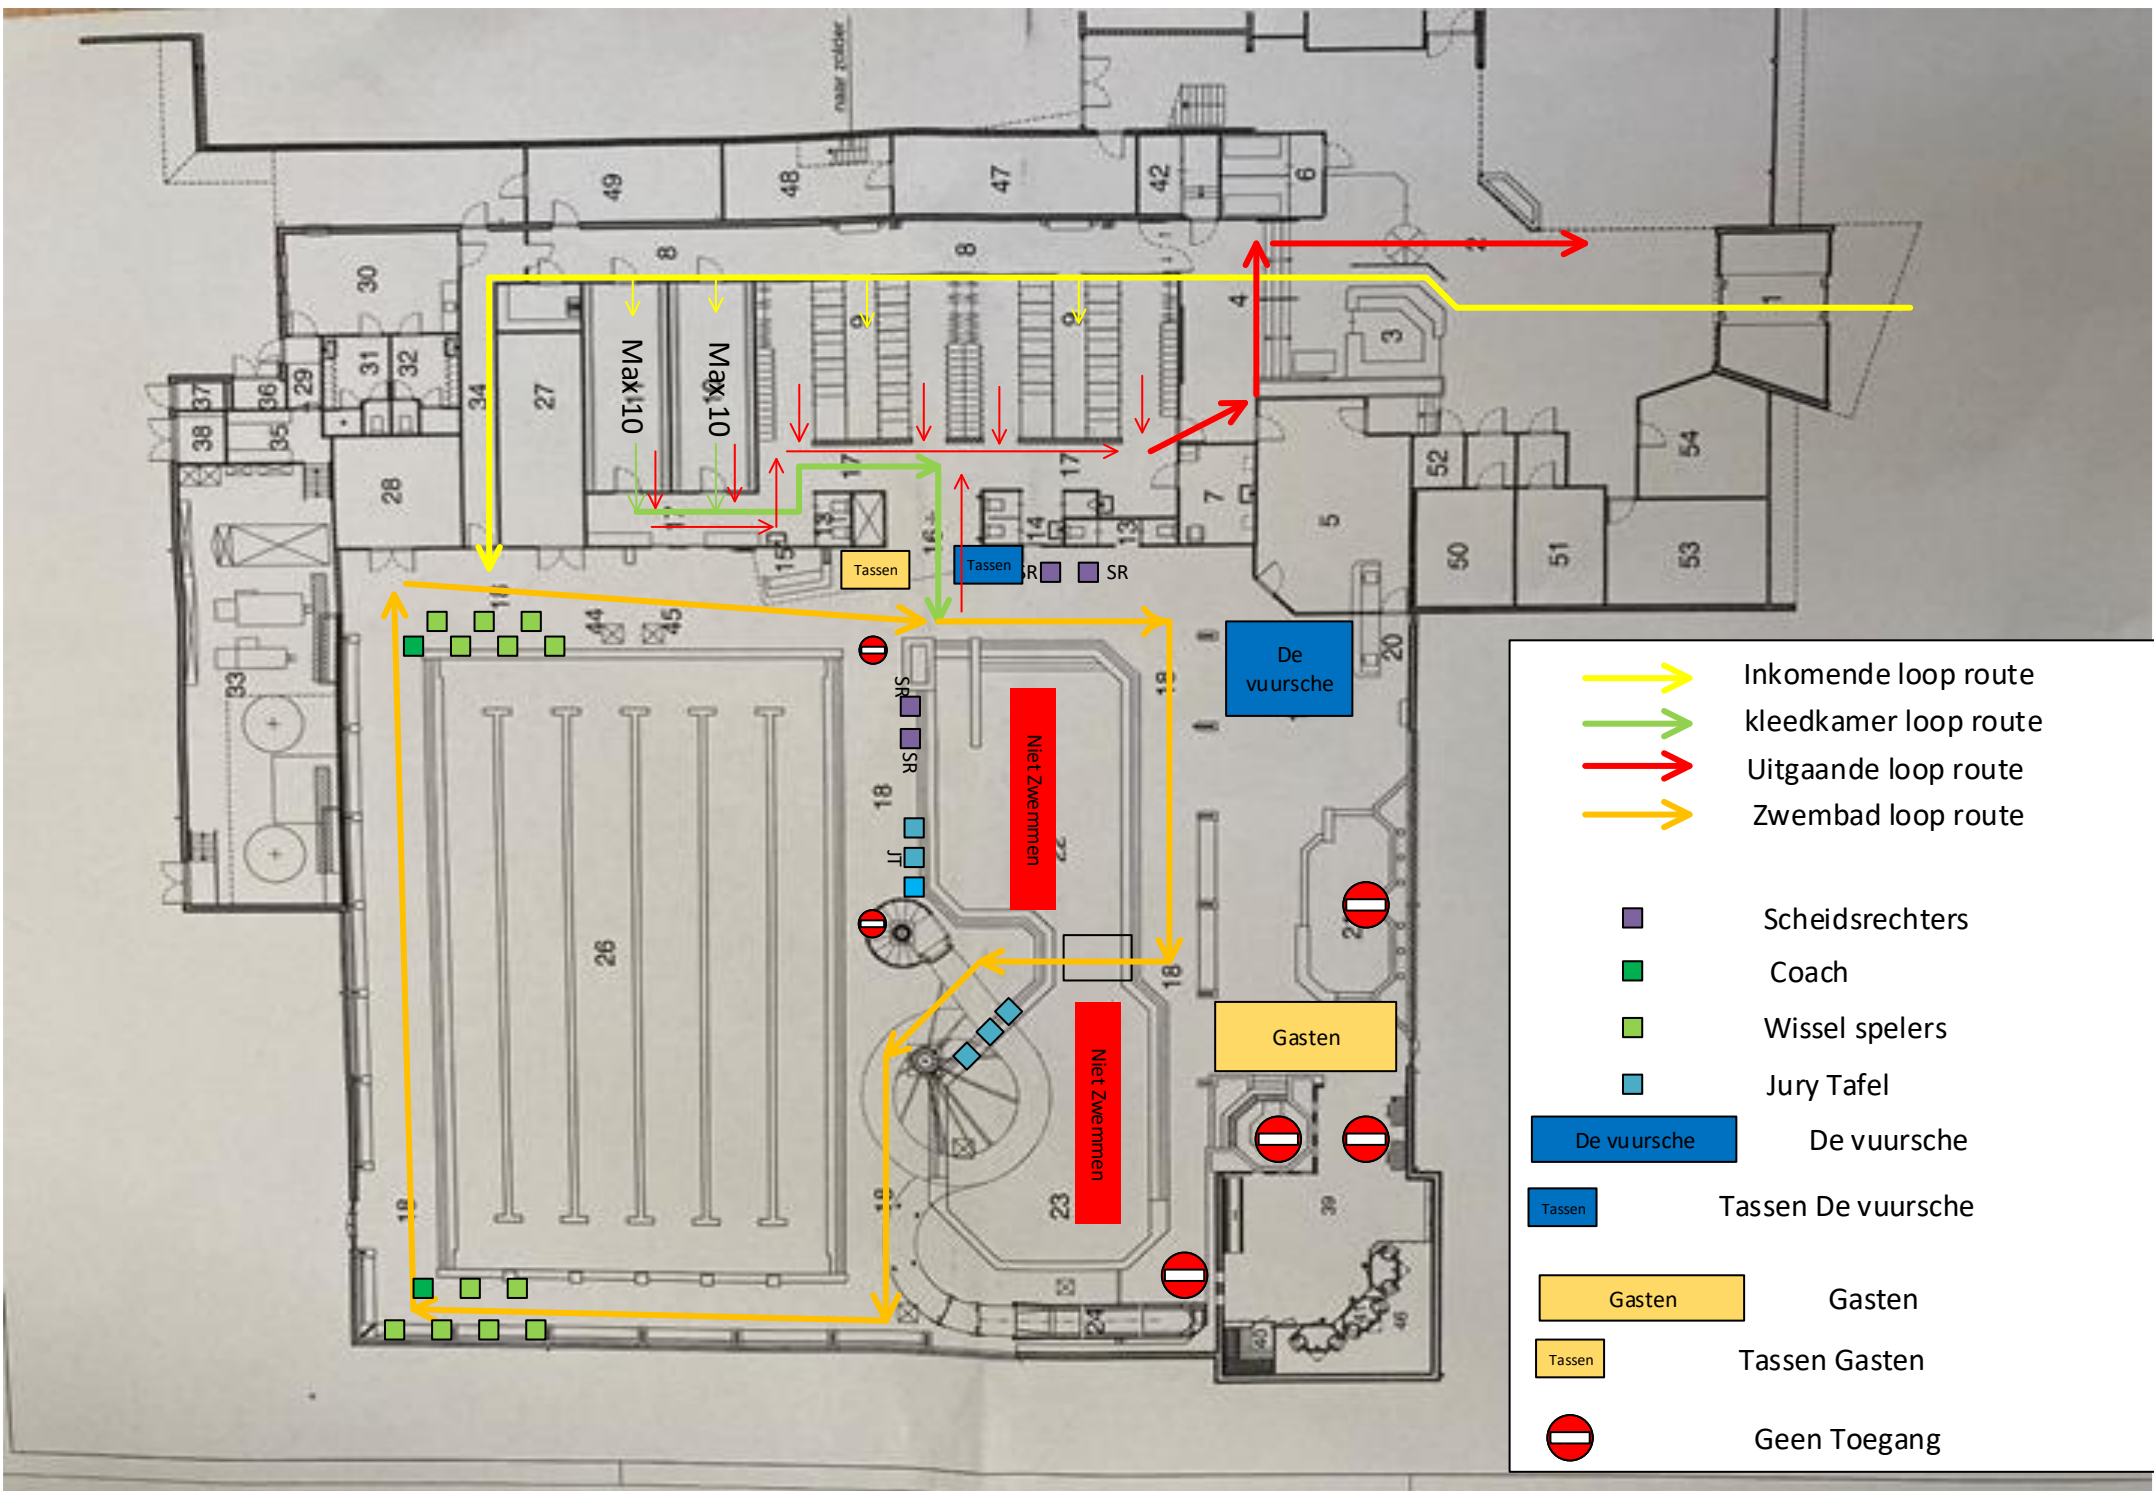 naar zolder
49
48
47
42
6
8
8
2
30
4
1
3
31
32
29
36
37
34
27
Max 10
Max 10
38
35
54
28
17
17
52
7
12
13
14
13
5
50
51
53
15
16
Tassen
Tassen
SR
SR
18
44
45
20
33
De
vuursche
18
SR
SR
Niet Zwemmen
18
22
JT
26
18
Gasten
Niet Zwemmen
18
18
23
39
24
40
46
Inkomende loop route
kleedkamer loop route
Uitgaande loop route
Zwembad loop route
Scheidsrechters
Coach
Wissel spelers
Jury Tafel
De vuursche De vuursche
Tassen Tassen De vuursche
Gasten Gasten
Tassen Tassen Gasten
Geen Toegang